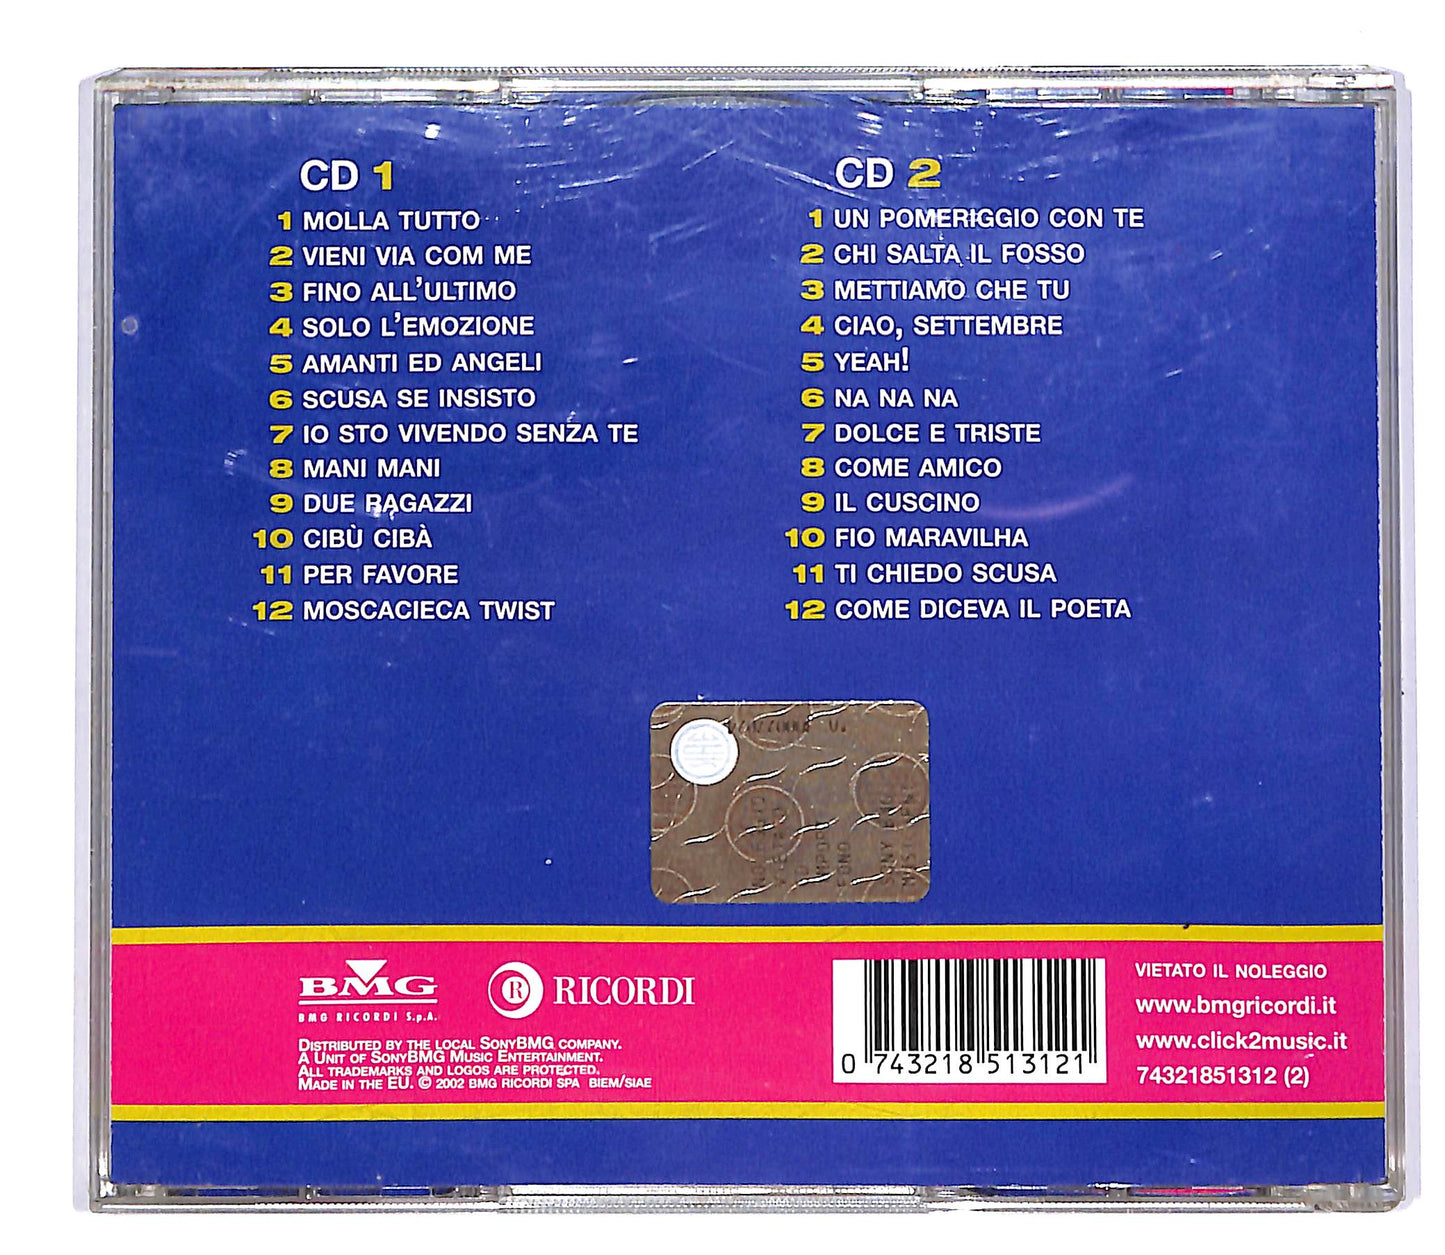 CD 1
1 MOLLA TUTTO
2 VIENI VIA COM ME
3 FINO ALL'ULTIMO
4 SOLO L'EMOZIONE
5 AMANTI ED ANGELI
6 SCUSA SE INSISTO
7 IO STO VIVENDO SENZA TE
8 MANI MANI
9 DUE RAGAZZI
10 CIBÙ CIBÀ
11 PER FAVORE
12 MOSCACIECA TWIST
CD 2
1 UN POMERIGGIO CON TE
2 CHI SALTA IL FOSSO
3 METTIAMO CHE TU
4 CIAO, SETTEMBRE
5 YEAH!
6 NA NA NA
7 DOLCE E TRISTE
8 COME AMICO
9 IL CUSCINO
10 FIO MARAVILHA
11 TI CHIEDO SCUSA
12 COME DICEVA IL POETA
BMG
BMG RICORDI S.p.A.
R RICORDI
DISTRIBUTED BY THE LOCAL SONYBMG COMPANY.
A UNIT OF SONYBMG MUSIC ENTERTAINMENT.
ALL TRADEMARKS AND LOGOS ARE PROTECTED.
MADE IN THE EU. © 2002 BMG RICORDI SPA BIEM/SIAE
0 743218 513121
VIETATO IL NOLEGGIO
www.bmgricordi.it
www.click2music.it
74321851312 (2)